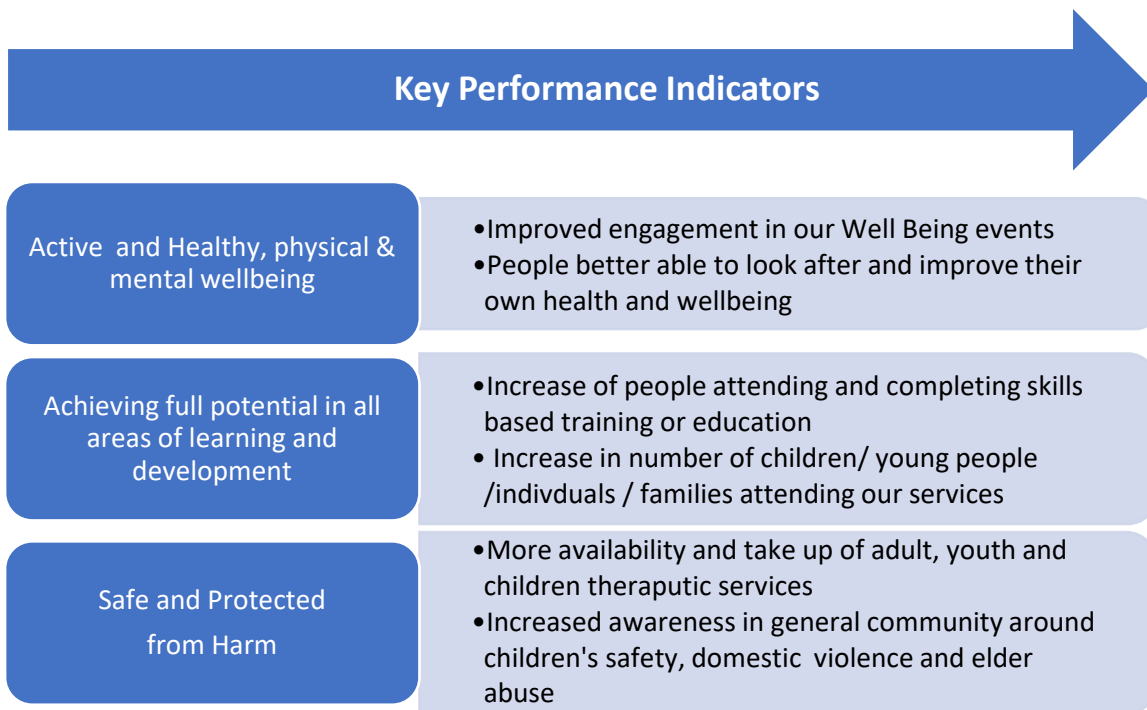 Key Performance Indicators
Active and Healthy, physical &
mental wellbeing
•Improved engagement in our Well Being events
•People better able to look after and improve their
own health and wellbeing
Achieving full potential in all
areas of learning and
development
•Increase of people attending and completing skills
based training or education
• Increase in number of children/ young people
/indivduals / families attending our services
Safe and Protected
from Harm
•More availability and take up of adult, youth and
children theraputic services
•Increased awareness in general community around
children's safety, domestic violence and elder
abuse